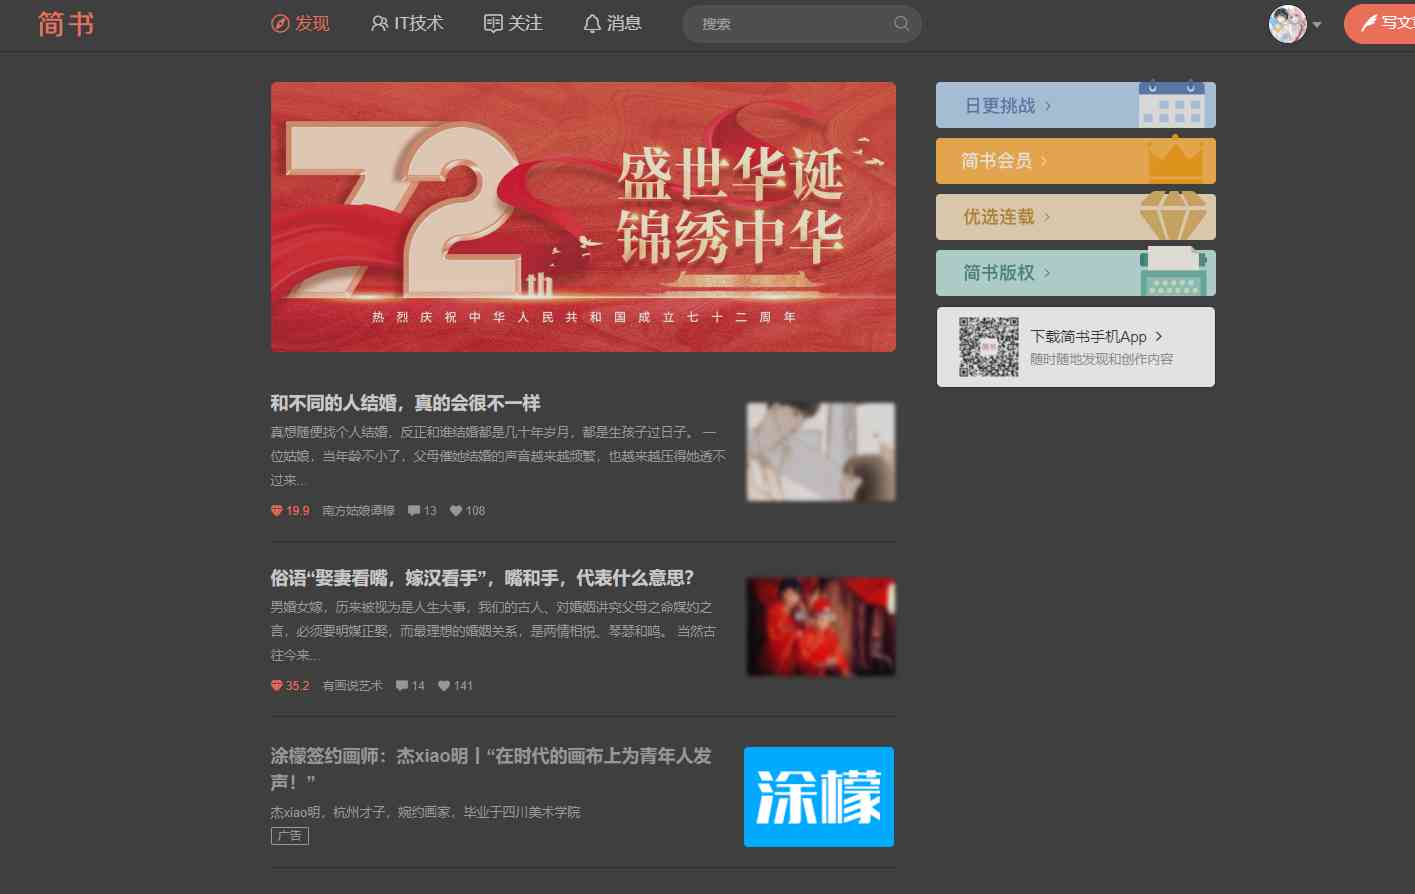 简书
发现
IT技术
关注
消息
搜索
写文
72th
盛世华诞
锦绣中华
热烈庆祝中华人民共和国成立七十二周年
日更挑战
简书会员
优选连载
简书版权
简书
下载简书手机App
随时随地发现和创作内容
和不同的人结婚，真的会很不一样
真想随便找个人结婚，反正和谁结婚都是几十年岁月，都是生孩子过日子。 一
位姑娘，当年龄不小了，父母催她结婚的声音越来越频繁，也越来越压得她透不
过来...
19.9 南方姑娘谭檬 13 108
俗语“娶妻看嘴，嫁汉看手”，嘴和手，代表什么意思？
男婚女嫁，历来被视为是人生大事，我们的古人、对婚姻讲究父母之命媒妁之
言，必须要明媒正娶，而最理想的婚姻关系，是两情相悦、琴瑟和鸣。 当然古
往今来...
35.2 有画说艺术 14 141
涂檬签约画师：杰xiao明丨“在时代的画布上为青年人发
声！”
杰xiao明，杭州才子，婉约画家，毕业于四川美术学院
广告
涂檬